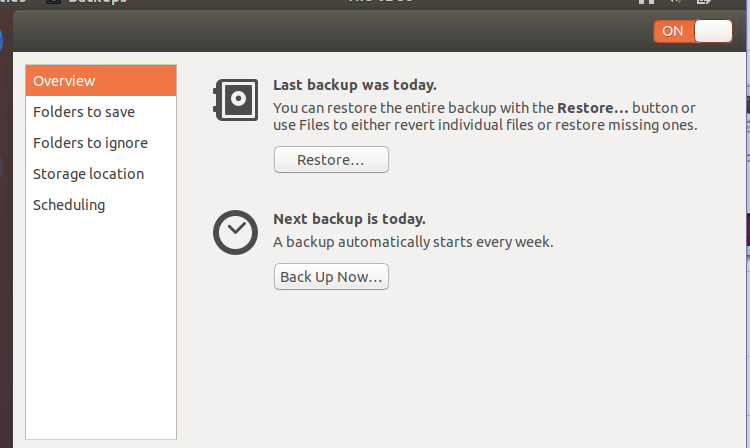 Backups
ON
Overview
Folders to save
Folders to ignore
Storage location
Scheduling
Last backup was today.
You can restore the entire backup with the Restore... button or
use Files to either revert individual files or restore missing ones.
Restore...
Next backup is today.
A backup automatically starts every week.
Back Up Now...